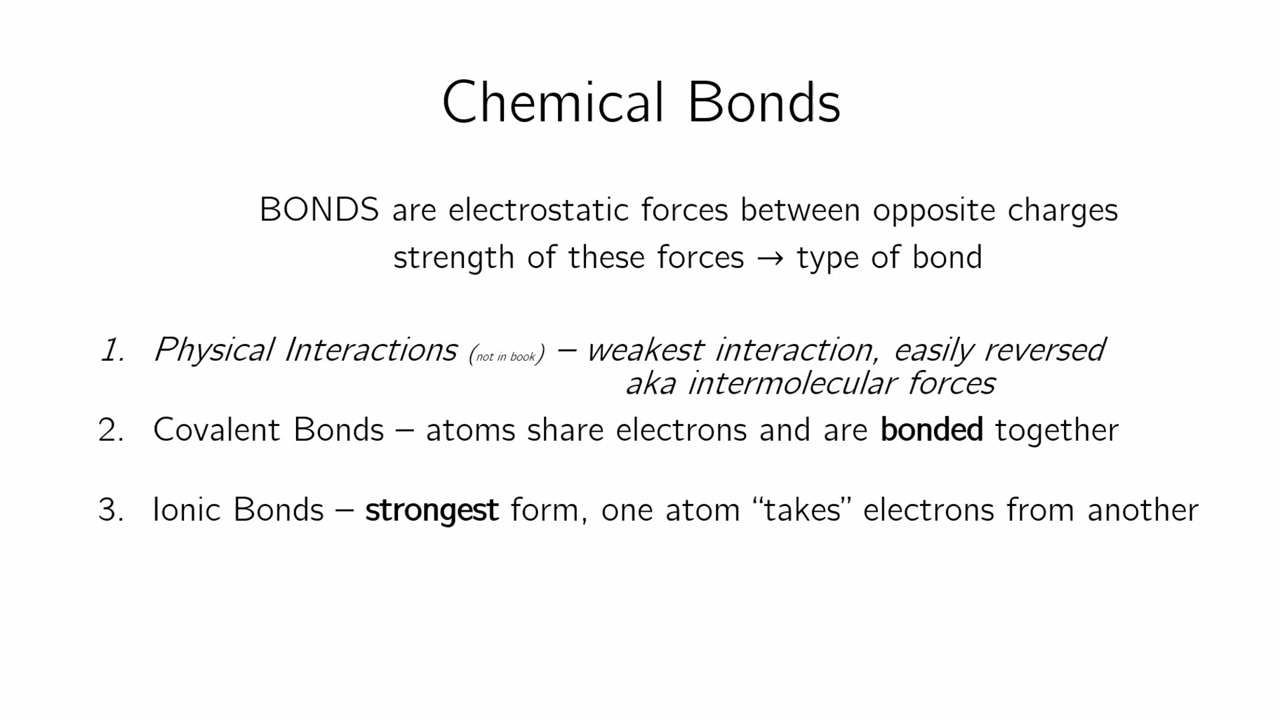 Chemical Bonds
BONDS are electrostatic forces between opposite charges
strength of these forces → type of bond
1. Physical Interactions (not in book) – weakest interaction, easily reversed
aka intermolecular forces
2. Covalent Bonds – atoms share electrons and are bonded together
3. Ionic Bonds – strongest form, one atom “takes” electrons from another